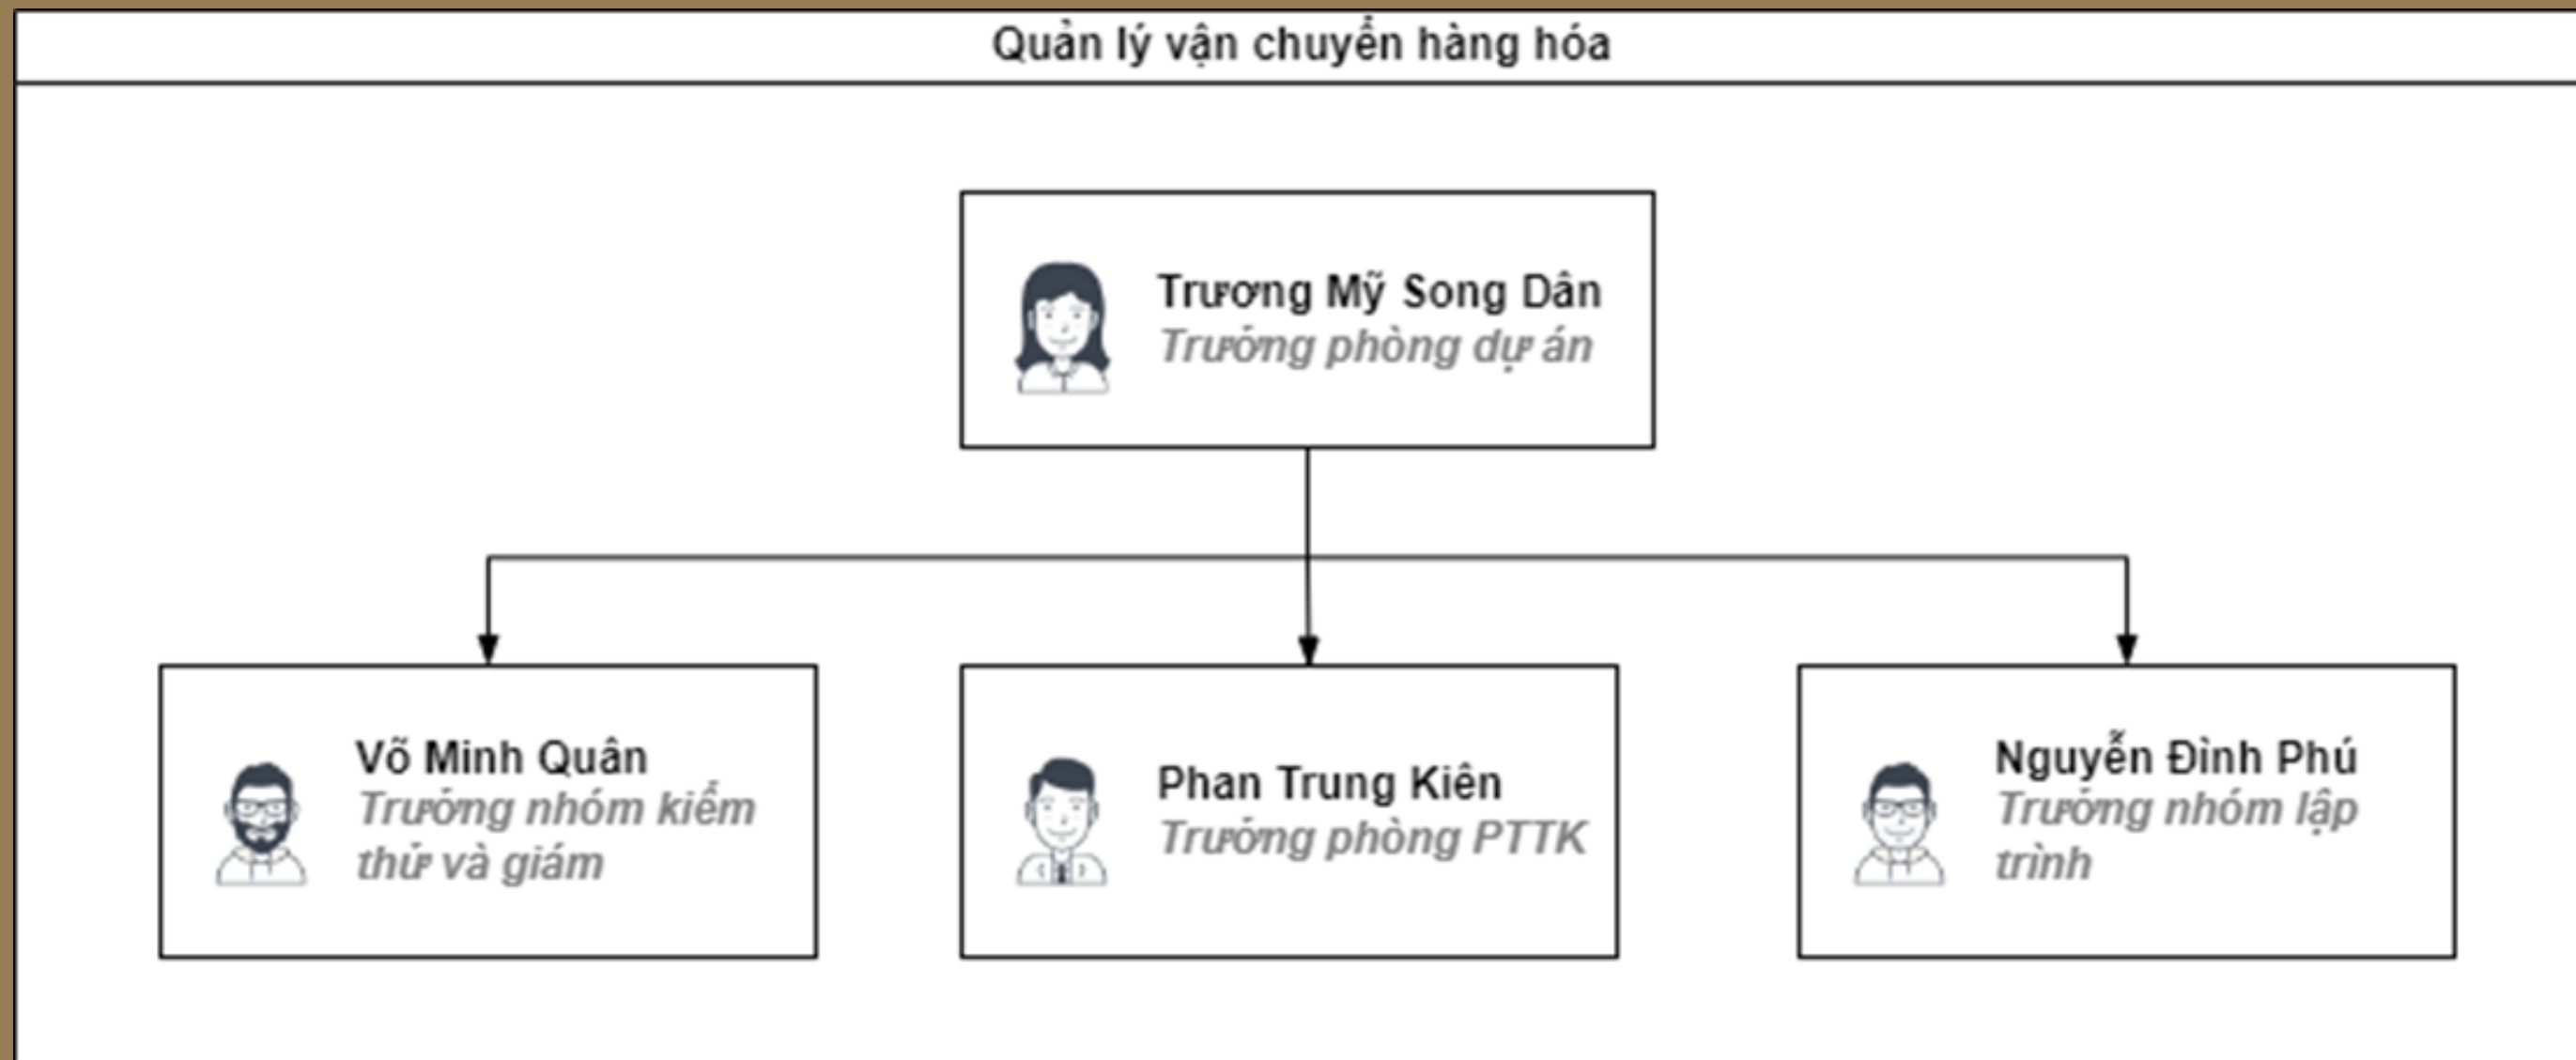 Quản lý vận chuyển hàng hóa
Trương Mỹ Song Dân
Trưởng phòng dự án
Võ Minh Quân
Trưởng nhóm kiểm
thử và giám
Phan Trung Kiên
Trưởng phòng PTTK
Nguyễn Đình Phú
Trưởng nhóm lập
trình